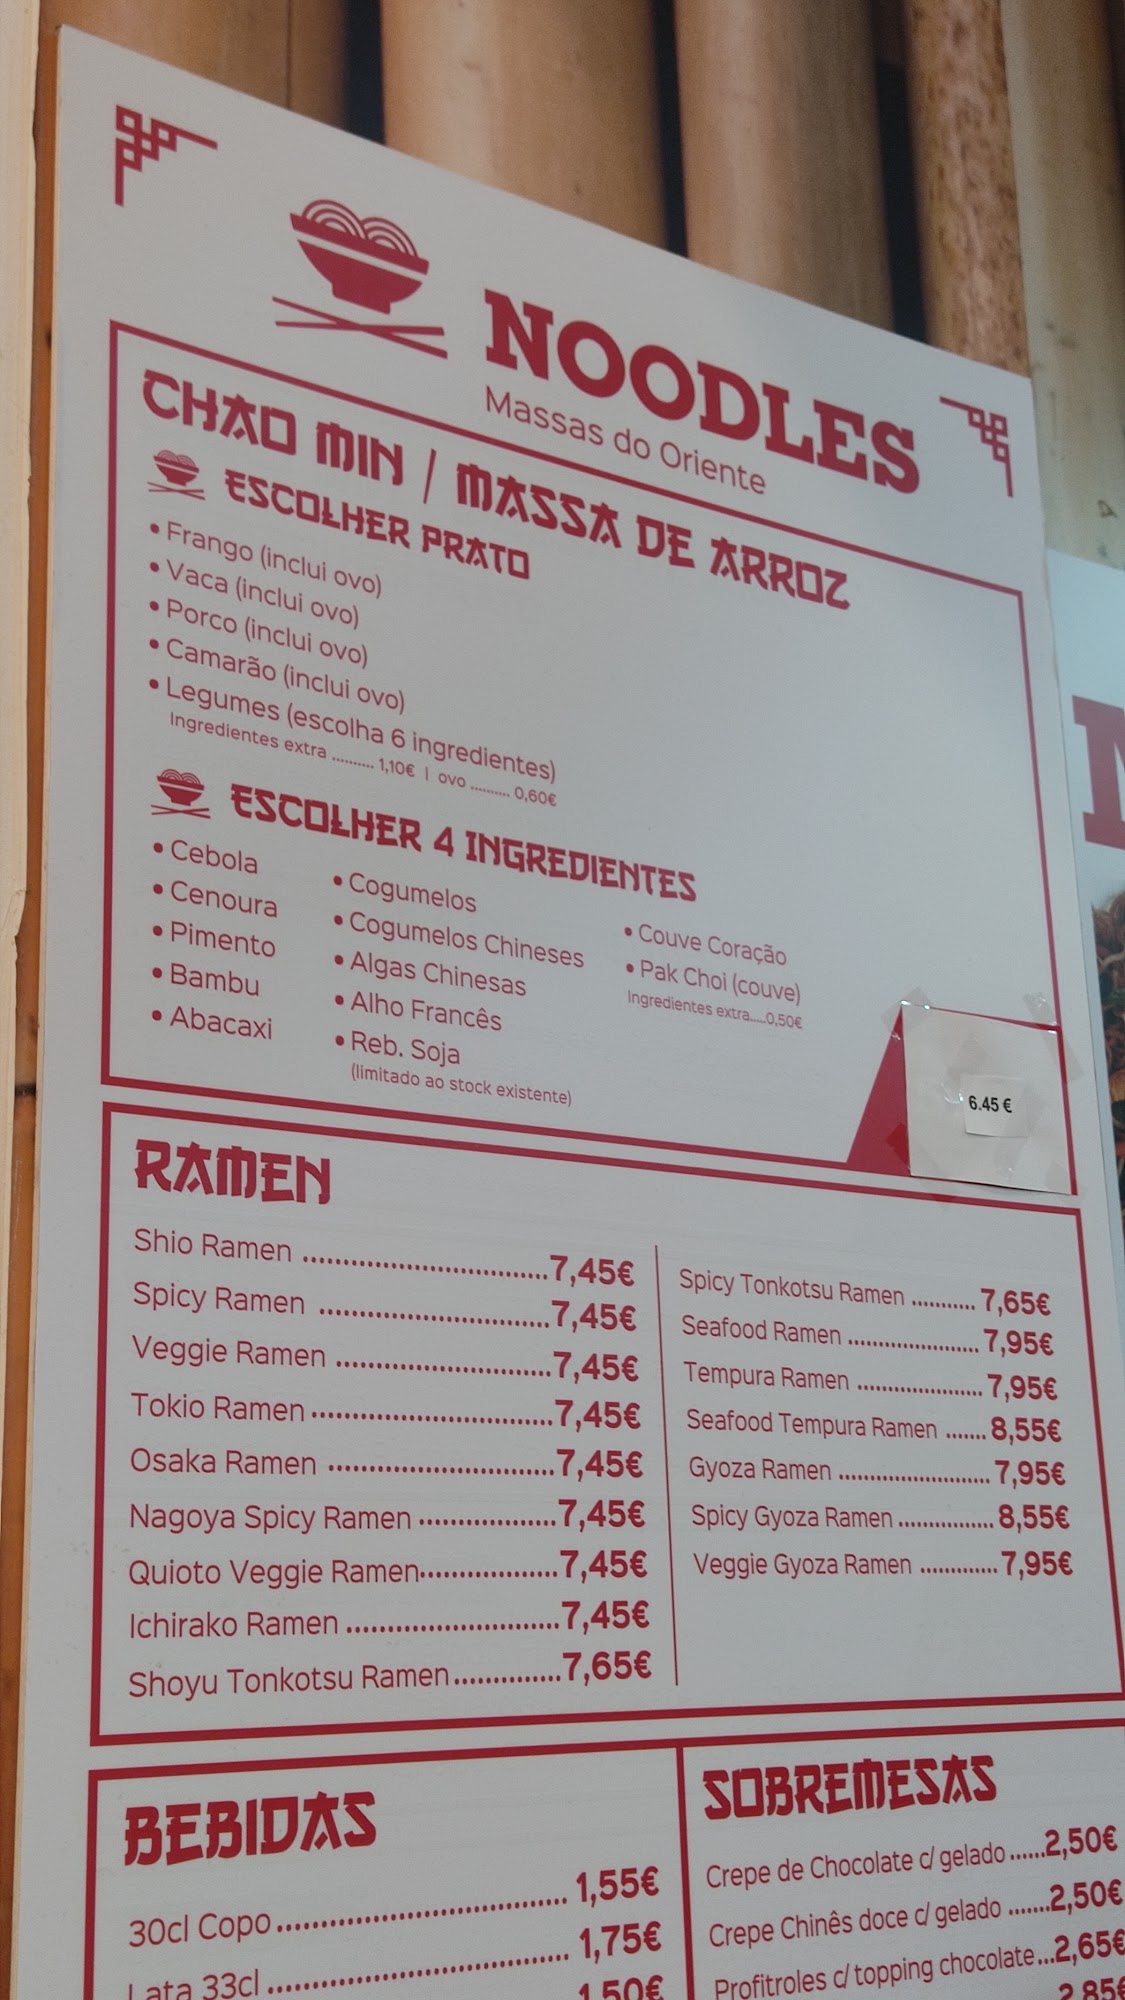 NOODLES
Massas do Oriente
CHAO MIN / MASSA DE ARROZ
ESCOLHER PRATO
• Frango (inclui ovo)
• Vaca (inclui ovo)
• Porco (inclui ovo)
• Camarão (inclui ovo)
• Legumes (escolha 6 ingredientes)
Ingredientes extra .......... 1,10€ | ovo .......... 0,60€
ESCOLHER 4 INGREDIENTES
• Cebola
• Cenoura
• Pimento
• Bambu
• Abacaxi
• Cogumelos
• Cogumelos Chineses
• Algas Chinesas
• Alho Francês
• Reb. Soja
(limitado ao stock existente)
• Couve Coração
• Pak Choi (couve)
Ingredientes extra.....0,50€
6.45 €
RAMEN
Shio Ramen ..............................7,45€
Spicy Ramen ............................7,45€
Veggie Ramen ..........................7,45€
Tokio Ramen.............................7,45€
Osaka Ramen ...........................7,45€
Nagoya Spicy Ramen .................7,45€
Quioto Veggie Ramen.................7,45€
Ichirako Ramen ..........................7,45€
Shoyu Tonkotsu Ramen.............7,65€
Spicy Tonkotsu Ramen ........... 7,65€
Seafood Ramen ...................... 7,95€
Tempura Ramen ..................... 7,95€
Seafood Tempura Ramen ....... 8,55€
Gyoza Ramen ......................... 7,95€
Spicy Gyoza Ramen ................ 8,55€
Veggie Gyoza Ramen ............. 7,95€
BEBIDAS
30cl Copo.................................... 1,55€
Lata 33cl ..................................... 1,75€
1,50€
SOBREMESAS
Crepe de Chocolate c/ gelado ......2,50€
Crepe Chinês doce c/ gelado .......2,50€
Profitroles c/ topping chocolate...2,65€
2,85€